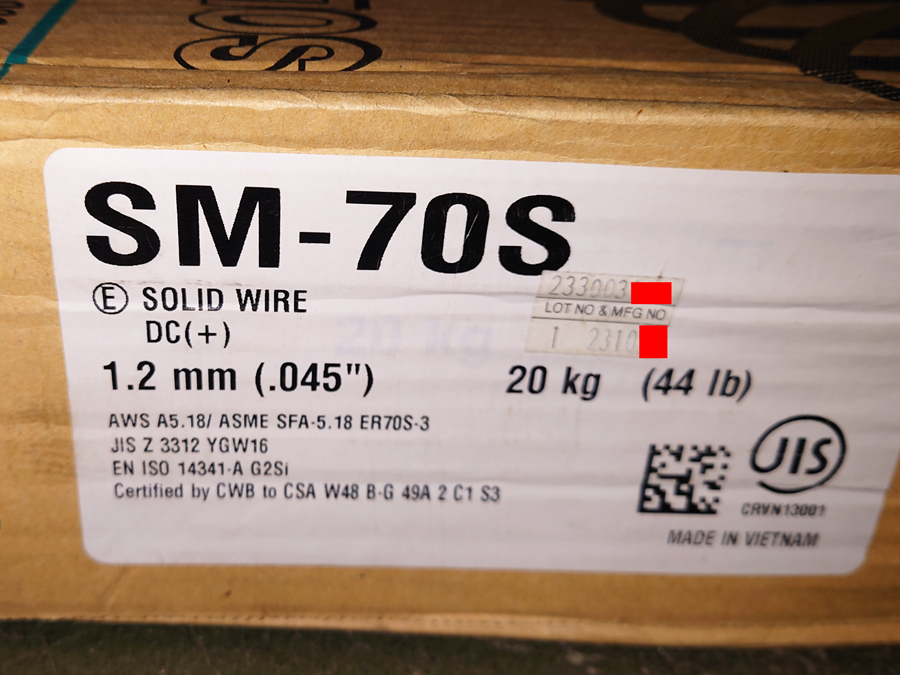 SM-70S
Ⓔ SOLID WIRE
DC(+)
1.2 mm (.045")
20 kg (44 lb)
233003
LOT NO & MFG NO
1 2310
AWS A5.18/ ASME SFA-5.18 ER70S-3
JIS Z 3312 YGW16
EN ISO 14341-A G2Si
Certified by CWB to CSA W48 B-G 49A 2 C1 S3
JIS
CRVN13001
MADE IN VIETNAM